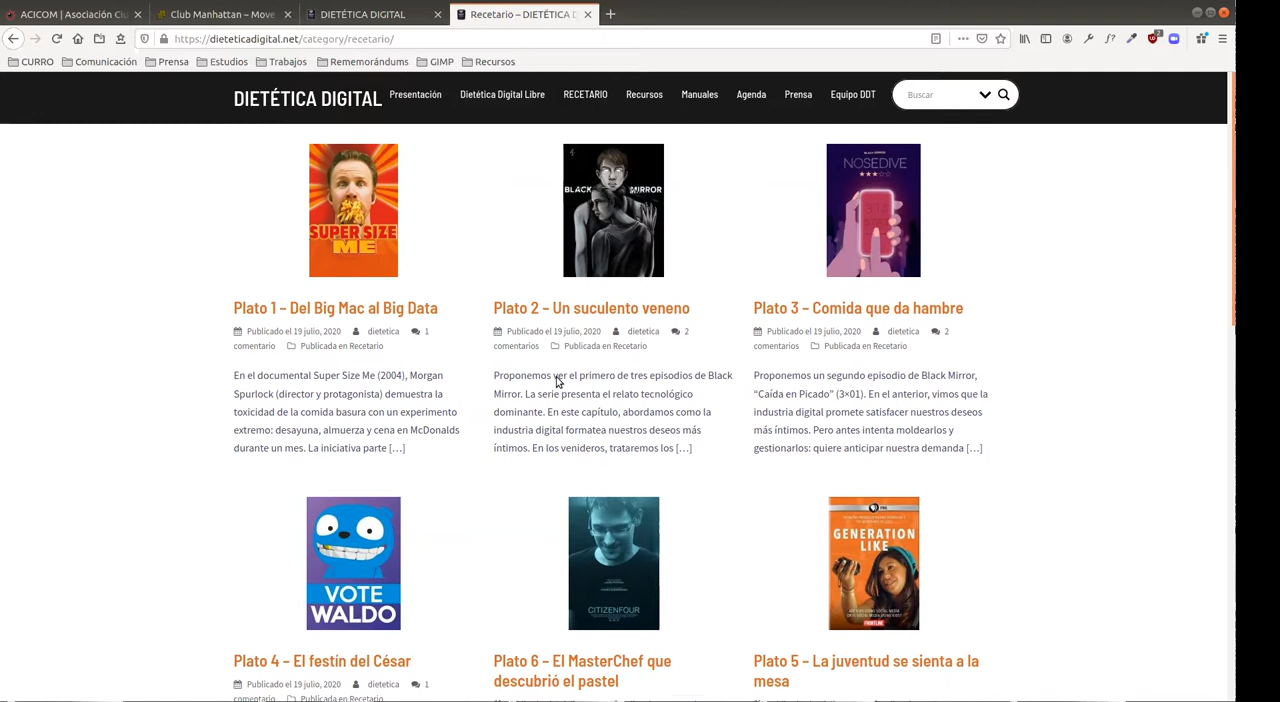 ACICOM | Asociación Ciu
Club Manhattan – Move
DIETÉTICA DIGITAL
Recetario – DIETÉTICA D
https://dieteticadigital.net/category/recetario/
CURRO Comunicación Prensa Estudios Trabajos Rememorándums GIMP Recursos
DIETÉTICA DIGITAL Presentación Dietética Digital Libre RECETARIO Recursos Manuales Agenda Prensa Equipo DDT Buscar
SUPER SIZE
ME
BLACK MIRROR
NOSEDIVE
Plato 1 – Del Big Mac al Big Data
Publicado el 19 julio, 2020 dietetica 1
comentario Publicada en Recetario
En el documental Super Size Me (2004), Morgan
Spurlock (director y protagonista) demuestra la
toxicidad de la comida basura con un experimento
extremo: desayuna, almuerza y cena en McDonalds
durante un mes. La iniciativa parte […]
Plato 2 – Un suculento veneno
Publicado el 19 julio, 2020 dietetica 2
comentarios Publicada en Recetario
Proponemos ver el primero de tres episodios de Black
Mirror. La serie presenta el relato tecnológico
dominante. En este capítulo, abordamos como la
industria digital formatea nuestros deseos más
íntimos. En los venideros, trataremos los […]
Plato 3 – Comida que da hambre
Publicado el 19 julio, 2020 dietetica 2
comentarios Publicada en Recetario
Proponemos un segundo episodio de Black Mirror,
“Caída en Picado” (3×01). En el anterior, vimos que la
industria digital promete satisfacer nuestros deseos
más íntimos. Pero antes intenta moldearlos y
gestionarlos: quiere anticipar nuestra demanda […]
VOTE
WALDO
CITIZENFOUR
PBS
GENERATION
LIKE
FRONTLINE
Plato 4 – El festín del César
Publicado el 19 julio, 2020 dietetica 1
comentario Publicada en Recetario
Plato 6 – El MasterChef que
descubrió el pastel
Plato 5 – La juventud se sienta a la
mesa